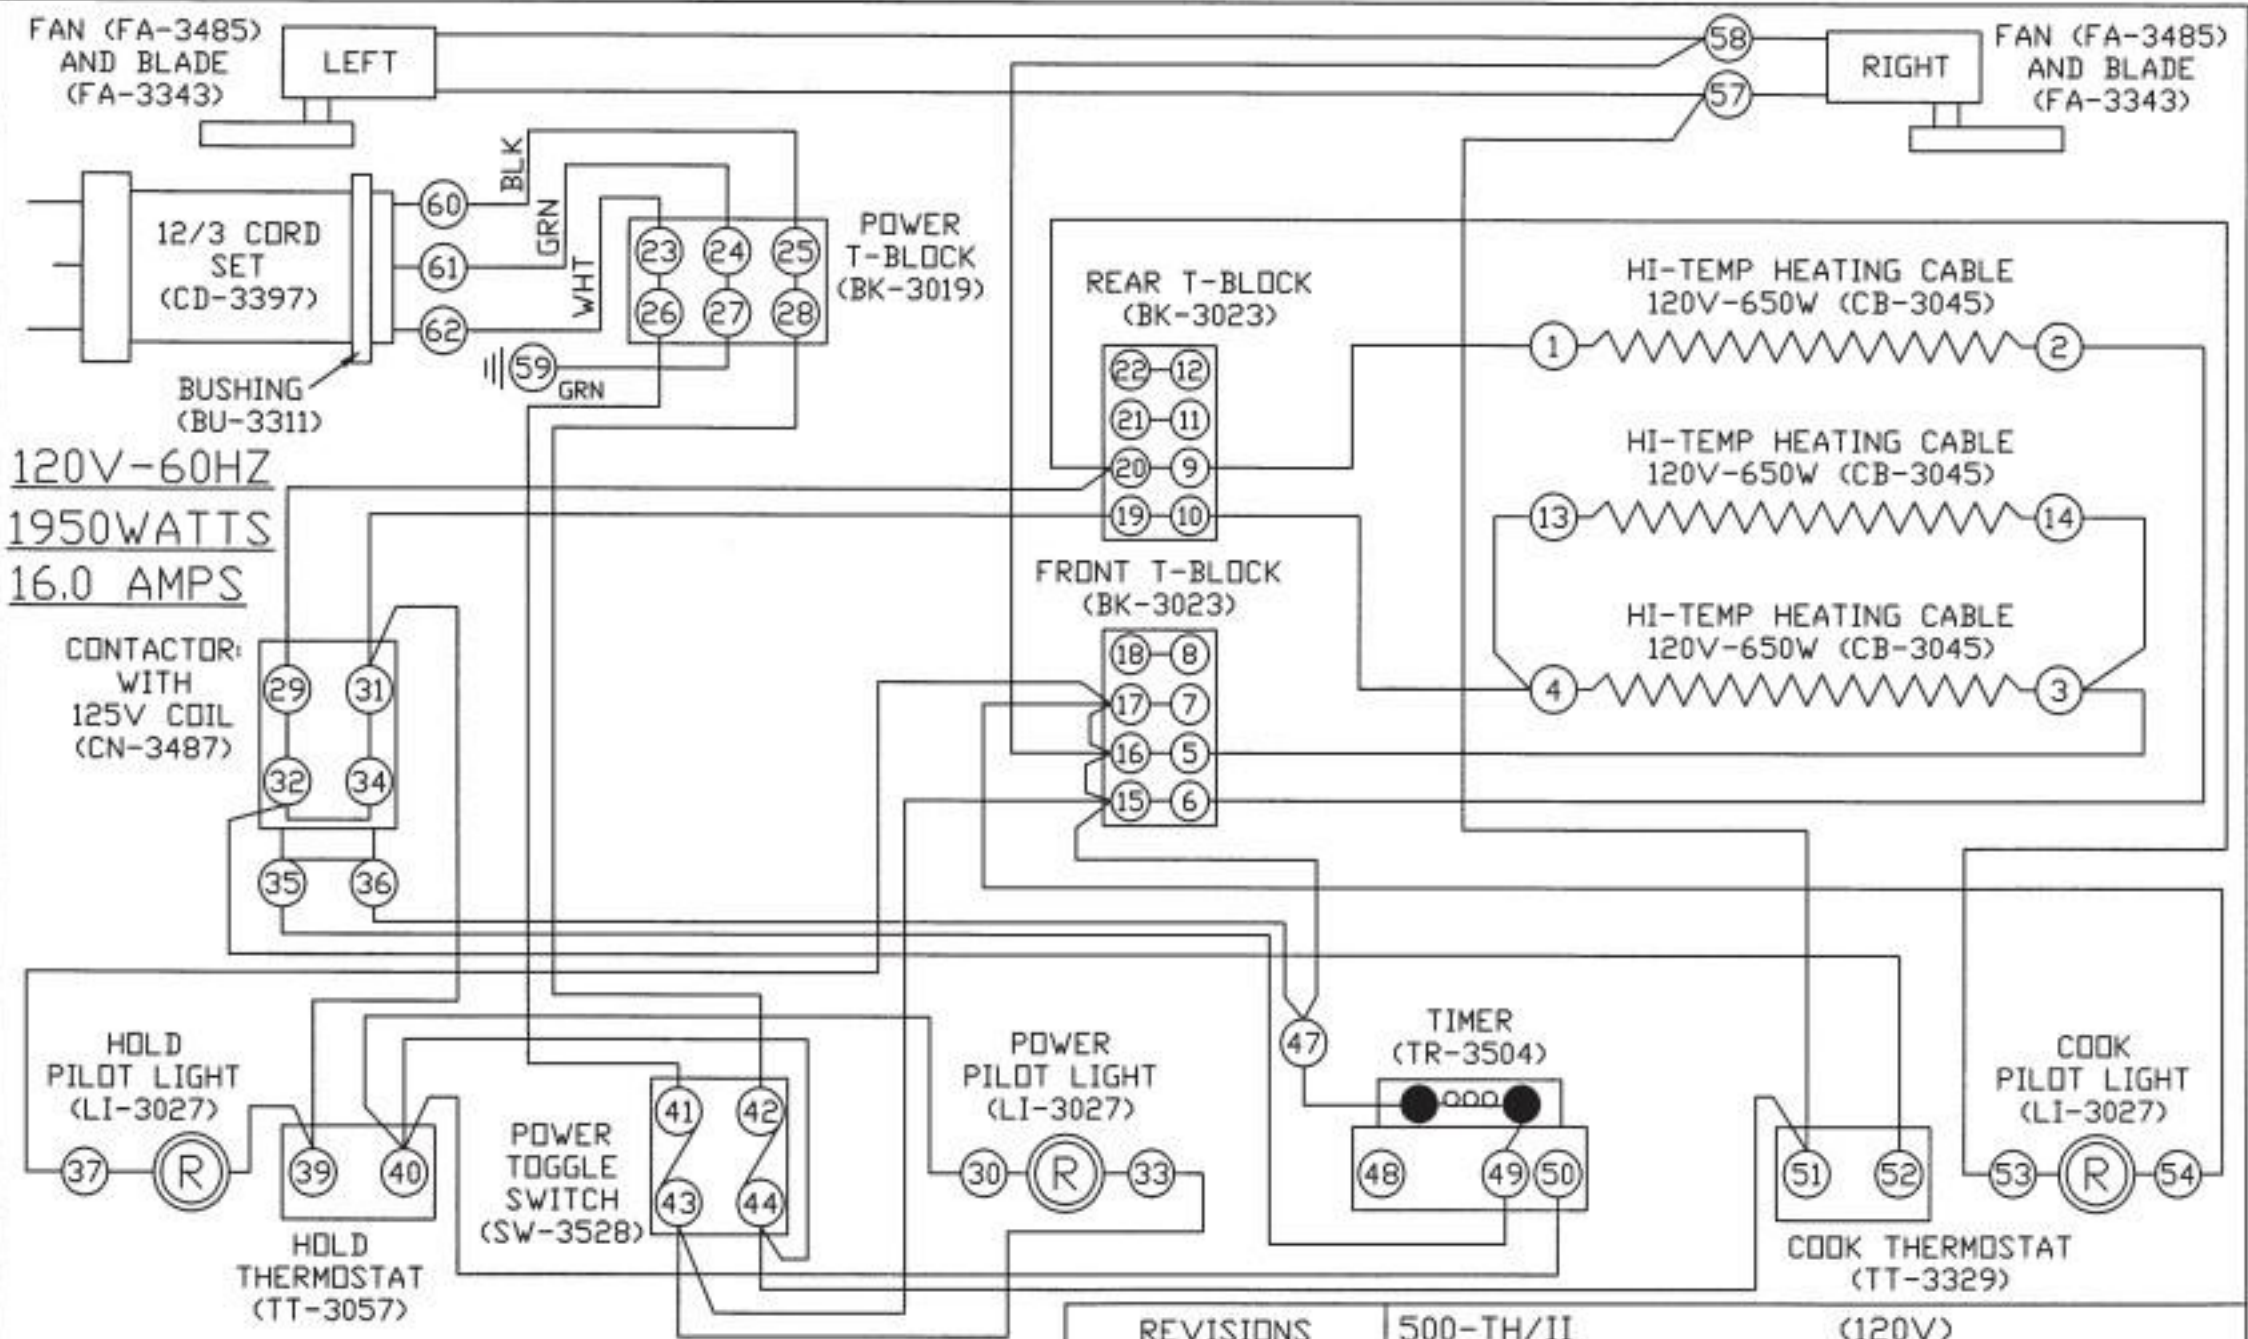 FAN (FA-3485)
AND BLADE
(FA-3343)
LEFT
58
57
RIGHT
FAN (FA-3485)
AND BLADE
(FA-3343)
12/3 CORD
SET
(CD-3397)
60
61
62
BLK
GRN
WHT
23 24 25
26 27 28
POWER
T-BLOCK
(BK-3019)
59
GRN
BUSHING
(BU-3311)
120V-60HZ
1950WATTS
16.0 AMPS
REAR T-BLOCK
(BK-3023)
22 12
21 11
20 9
19 10
HI-TEMP HEATING CABLE
120V-650W (CB-3045)
1 2
HI-TEMP HEATING CABLE
120V-650W (CB-3045)
13 14
HI-TEMP HEATING CABLE
120V-650W (CB-3045)
4 3
FRONT T-BLOCK
(BK-3023)
18 8
17 7
16 5
15 6
CONTACTOR:
WITH
125V COIL
(CN-3487)
29 31
32 34
35 36
HOLD
PILOT LIGHT
(LI-3027)
37 R
39 40
HOLD
THERMOSTAT
(TT-3057)
41 42
43 44
POWER
TOGGLE
SWITCH
(SW-3528)
POWER
PILOT LIGHT
(LI-3027)
30 R 33
47
TIMER
(TR-3504)
48 49 50
51 52
COOK THERMOSTAT
(TT-3329)
COOK
PILOT LIGHT
(LI-3027)
53 R 54
REVISIONS
500-TH/II (120V)